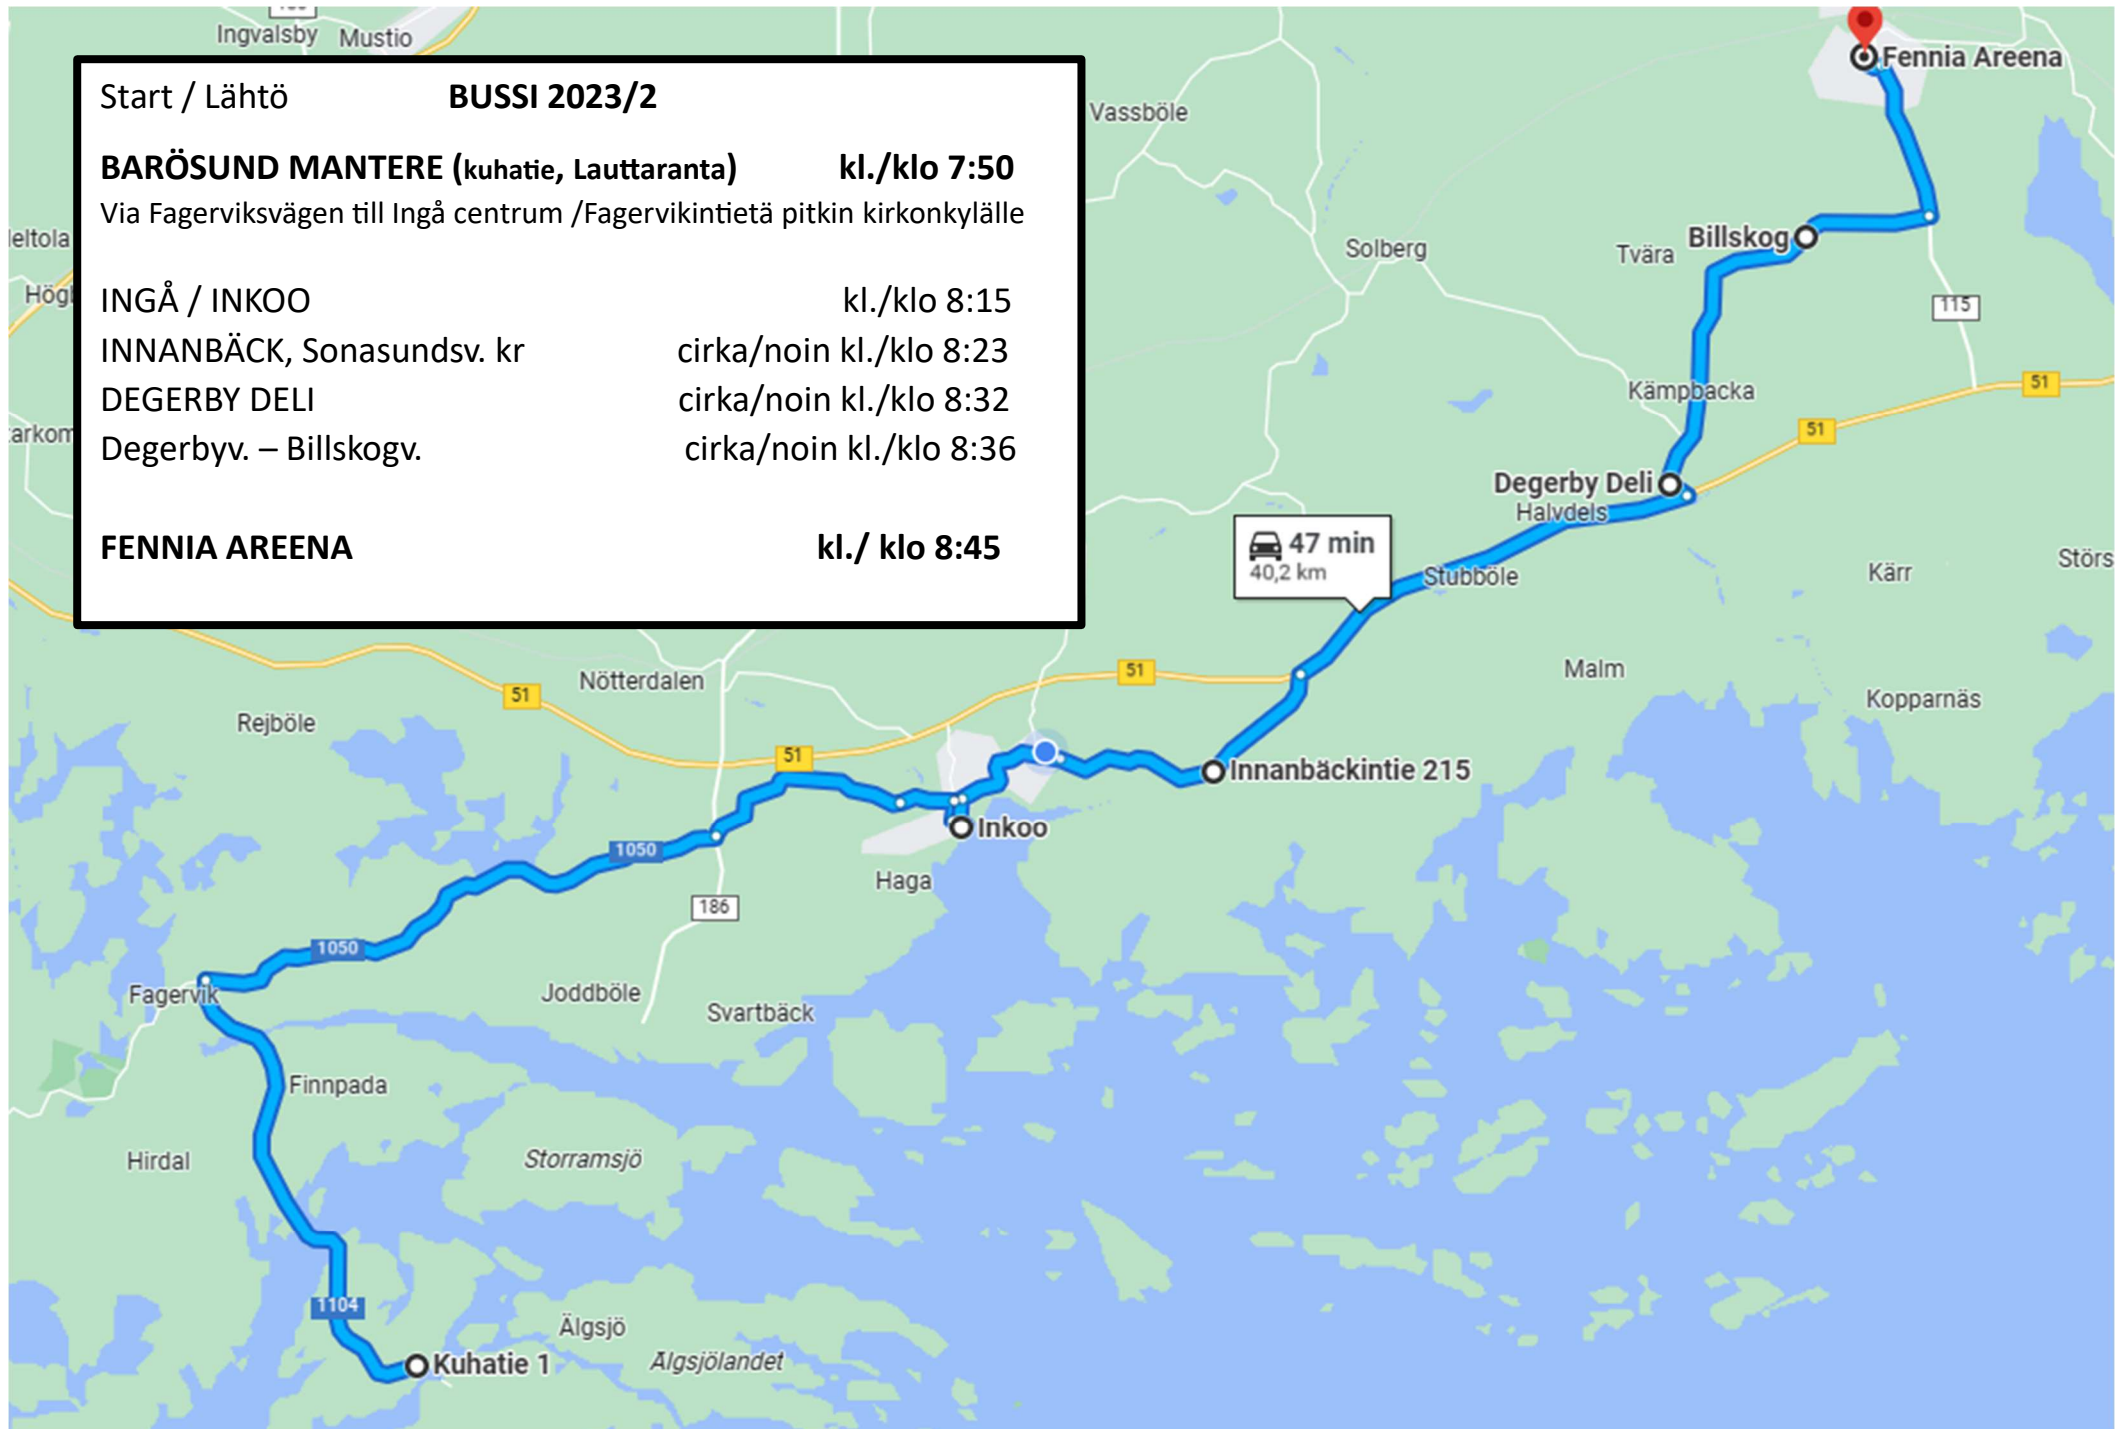 Ingvalsby
Mustio
Start / Lähtö BUSSI 2023/2
BARÖSUND MANTERE (kuhatie, Lauttaranta) kl./klo 7:50
Via Fagerviksvägen till Ingå centrum /Fagervikintietä pitkin kirkonkylälle
INGÅ / INKOO kl./klo 8:15
INNANBÄCK, Sonasundsv. kr cirka/noin kl./klo 8:23
DEGERBY DELI cirka/noin kl./klo 8:32
Degerbyv. – Billskogv. cirka/noin kl./klo 8:36
FENNIA AREENA kl./ klo 8:45
Fennia Areena
Vassböle
Billskog
Tvära
Solberg
115
Kämpbacka
51
51
Degerby Deli
Halvdels
47 min
40,2 km
Stubböle
Kärr
Störs
Malm
Kopparnäs
51
Nötterdalen
51
Rejböle
51
Innanbäckintie 215
Inkoo
1050
Haga
186
1050
Fagervik
Joddböle
Svartbäck
Finnpada
Hirdal
Storramsjö
1104
Älgsjö
Älgsjölandet
Kuhatie 1